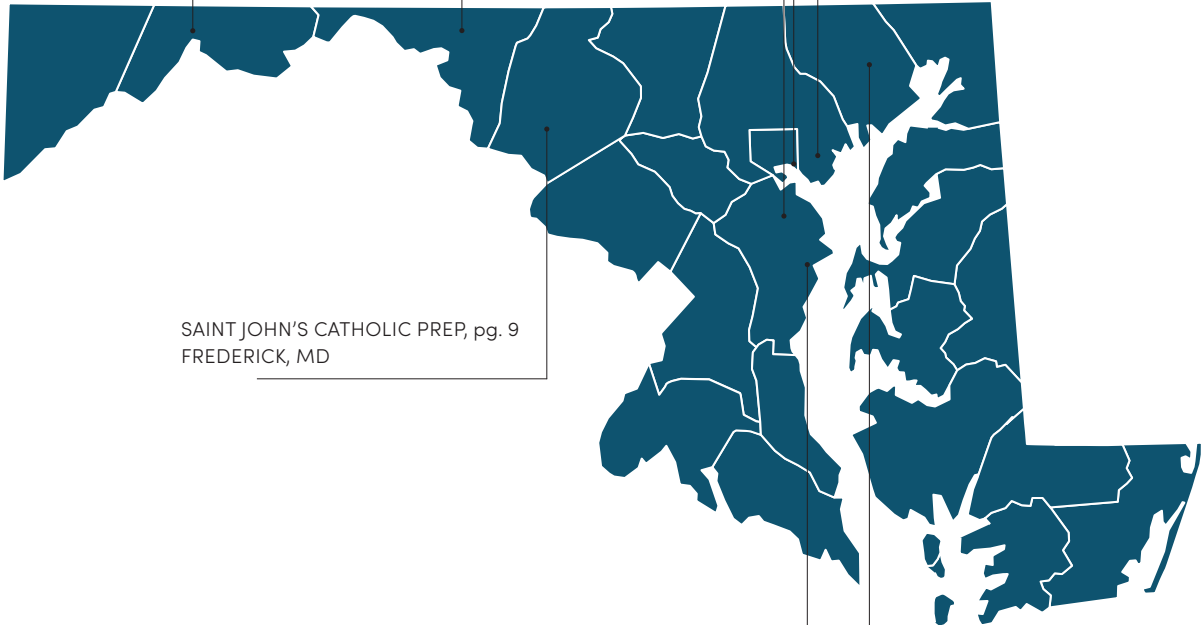 SAINT JOHN’S CATHOLIC PREP, pg. 9
FREDERICK, MD